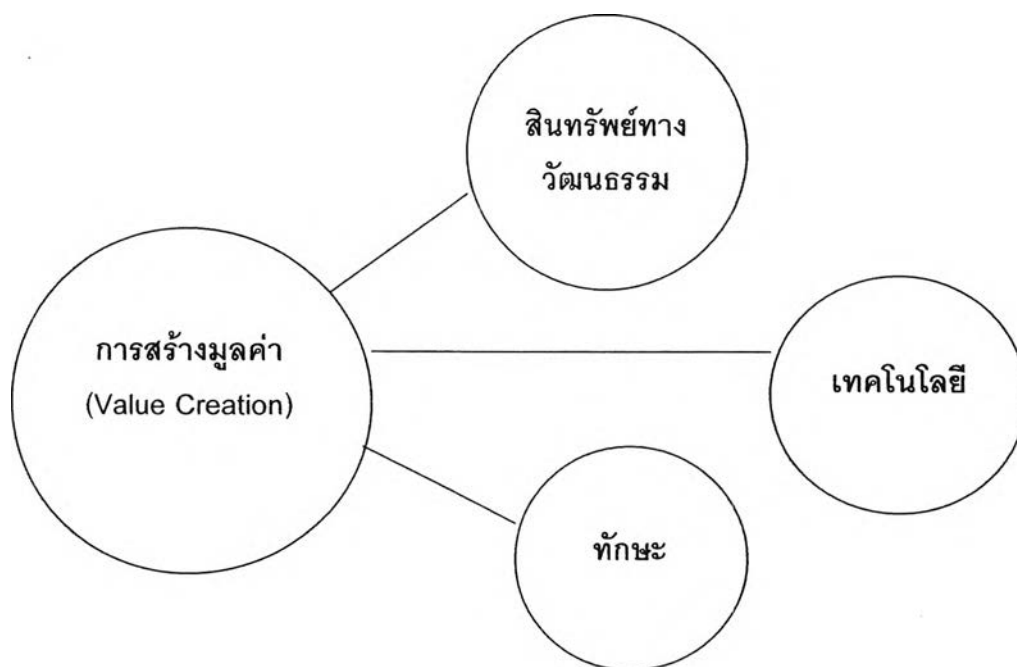 สินทรัพย์ทาง
วัฒนธรรม
การสร้างมูลค่า
(Value Creation)
เทคโนโลยี
ทักษะ